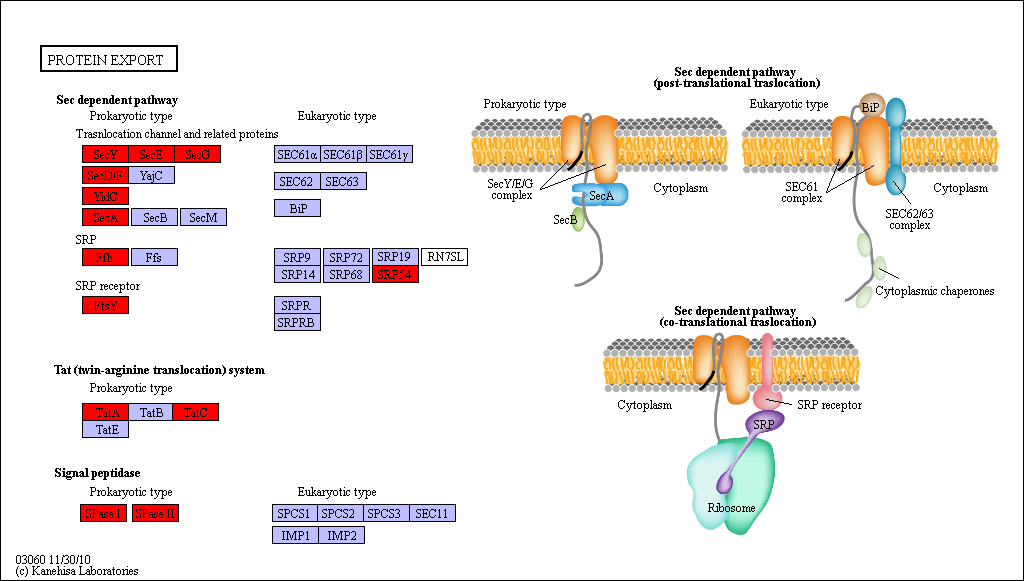 PROTEIN EXPORT
Sec dependent pathway
Prokaryotic type
Eukaryotic type
Trasnlocation channel and related proteins
SecY SecE SecG
SEC61α SEC61β SEC61γ
SecD/F YajC
SEC62 SEC63
YidC
BiP
SecA SecB SecM
SRP
Ffh Ffs
SRP9 SRP72 SRP19 RN7SL
SRP14 SRP68 SRP54
SRP receptor
FtsY
SRPR
SRPRB
Tat (twin-arginine translocation) system
Prokaryotic type
TatA TatB TatC
TatE
Signal peptidase
Prokaryotic type
Eukaryotic type
SPase I SPase II
SPCS1 SPCS2 SPCS3 SEC11
IMP1 IMP2
03060 11/30/10
(c) Kanehisa Laboratories
Sec dependent pathway
(post-translational traslocation)
Prokaryotic type
Eukaryotic type
BiP
SecY/E/G
complex
SecA
SecB
Cytoplasm
SEC61
complex
Cytoplasm
SEC62/63
complex
Cytoplasmic chaperones
Sec dependent pathway
(co-translational traslocation)
Cytoplasm
SRP receptor
SRP
Ribosome